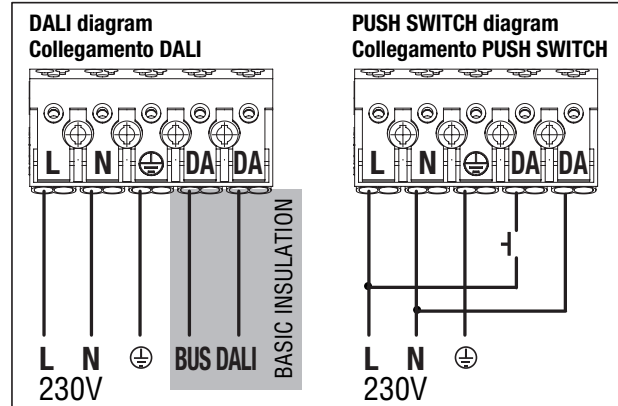 DALI diagram
Collegamento DALI
L N DA DA
L N BUS DALI
230V
BASIC INSULATION
PUSH SWITCH diagram
Collegamento PUSH SWITCH
L N DA DA
L N
230V